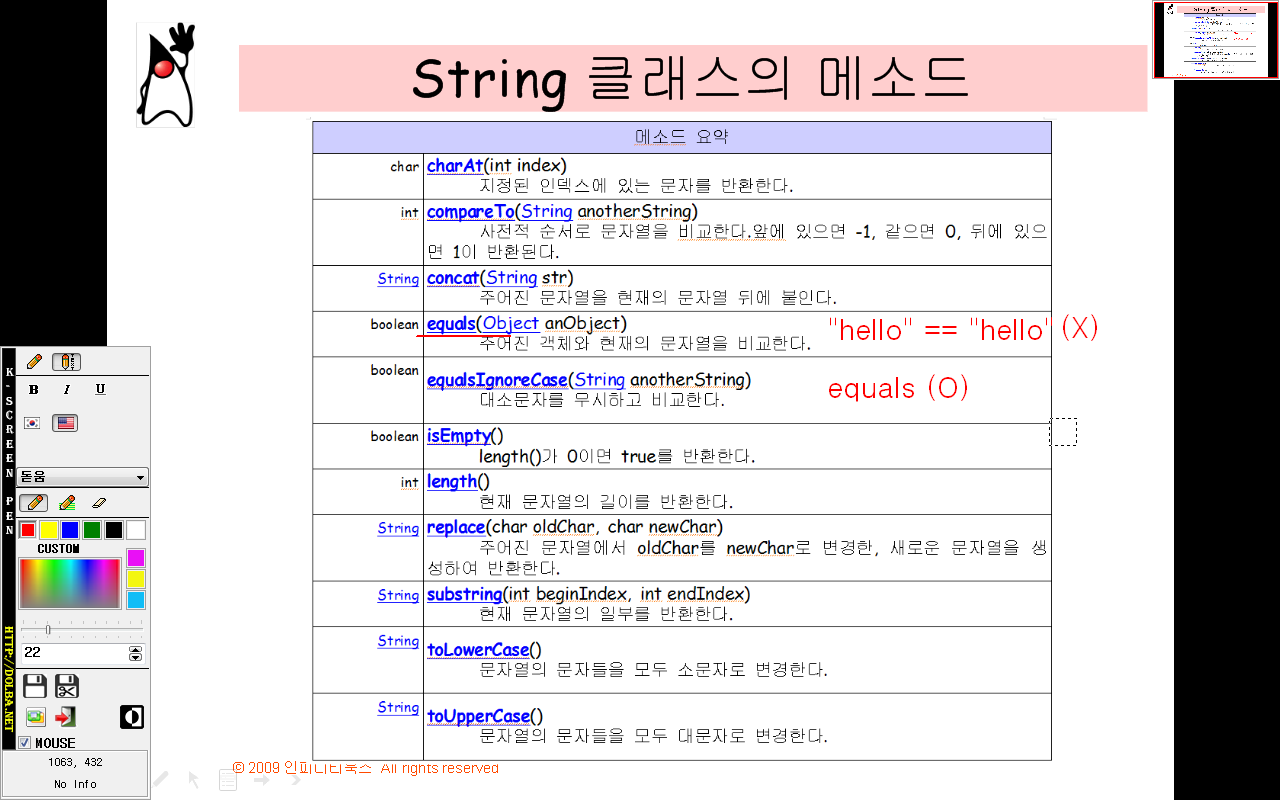 String 클래스의 메소드
메소드 요약
char
charAt(int index)
지정된 인덱스에 있는 문자를 반환한다.
int
compareTo(String anotherString)
사전적 순서로 문자열을 비교한다.앞에 있으면 -1, 같으면 0, 뒤에 있으
면 1이 반환된다.
String
concat(String str)
주어진 문자열을 현재의 문자열 뒤에 붙인다.
boolean
equals(Object anObject)
주어진 객체와 현재의 문자열을 비교한다.
"hello" == "hello" (X)
boolean
equalsIgnoreCase(String anotherString)
대소문자를 무시하고 비교한다.
equals (O)
boolean
isEmpty()
length()가 0이면 true를 반환한다.
int
length()
현재 문자열의 길이를 반환한다.
String
replace(char oldChar, char newChar)
주어진 문자열에서 oldChar를 newChar로 변경한, 새로운 문자열을 생
성하여 반환한다.
String
substring(int beginIndex, int endIndex)
현재 문자열의 일부를 반환한다.
String
toLowerCase()
문자열의 문자들을 모두 소문자로 변경한다.
String
toUpperCase()
문자열의 문자들을 모두 대문자로 변경한다.
© 2009 인피니티북스 All rights reserved
K-SCREEN PEN
HTTP://DOLBA.NET
TEXT
B I U
돋움
CUSTOM
22
MOUSE
1063, 432
No Info